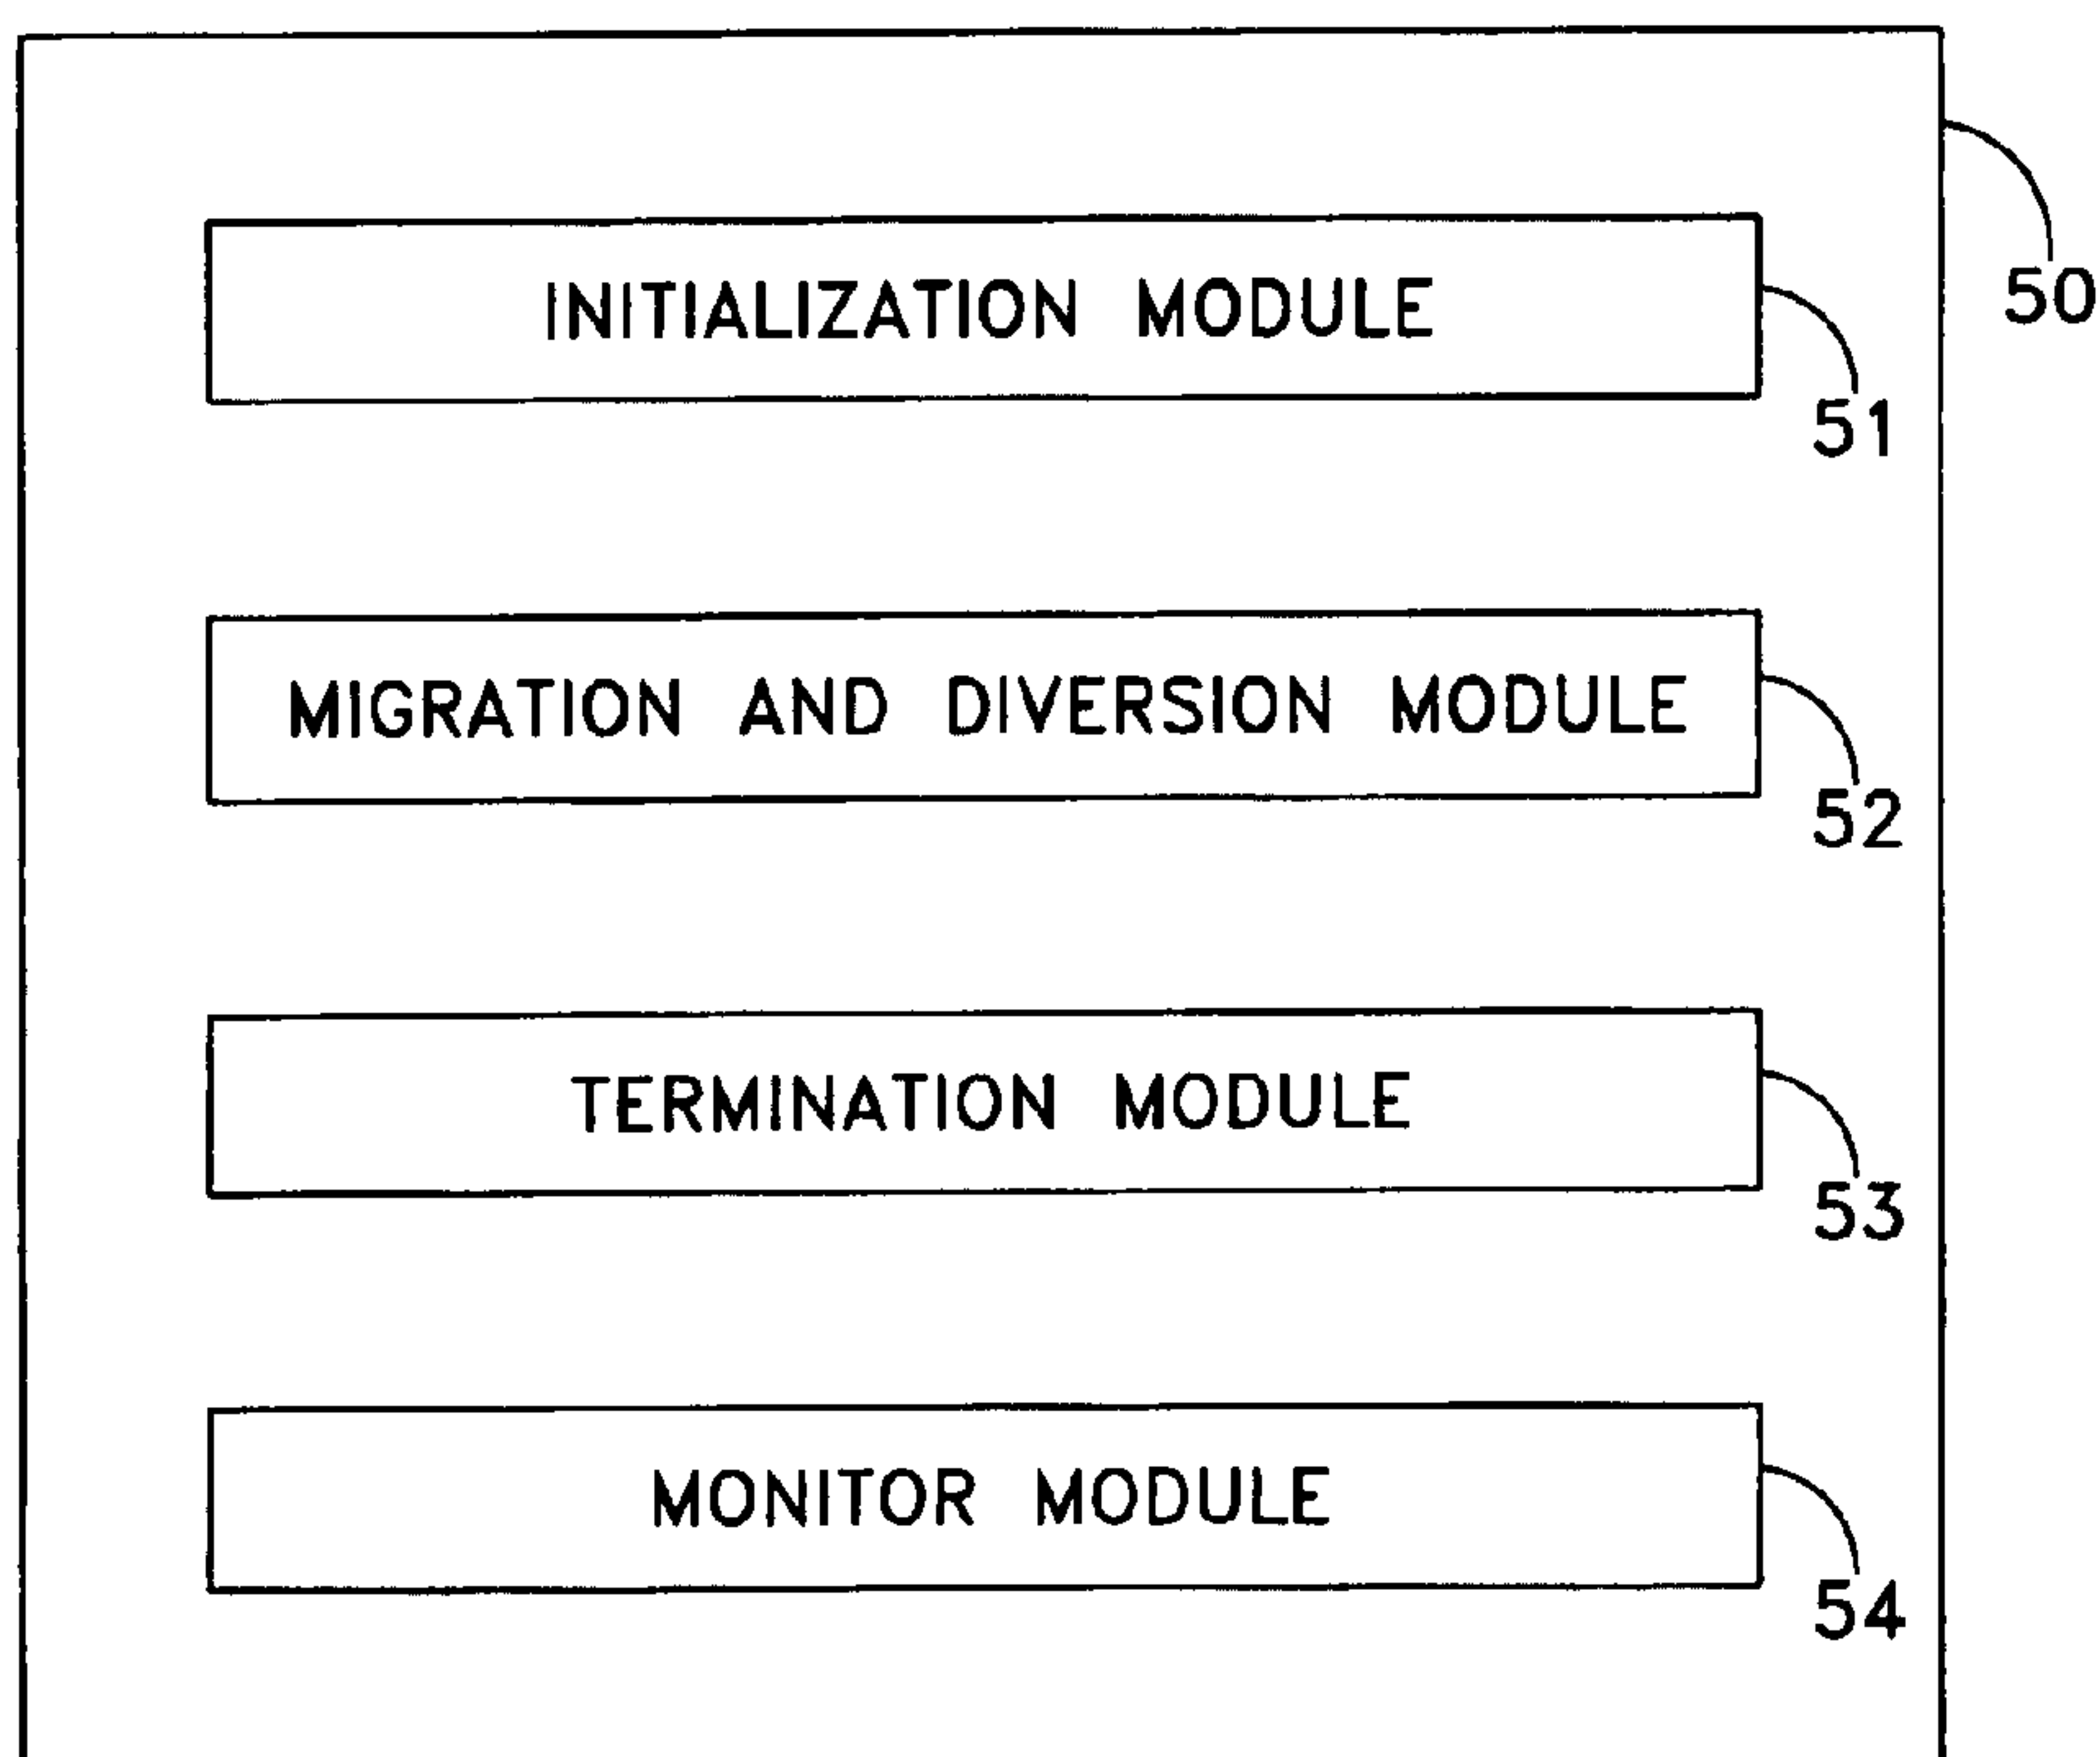 INITIALIZATION MODULE
50
51
MIGRATION AND DIVERSION MODULE
52
TERMINATION MODULE
53
MONITOR MODULE
54